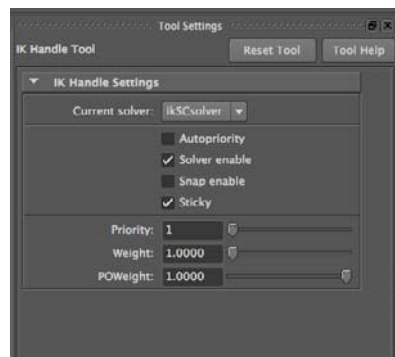 Tool Settings
IK Handle Tool Reset Tool Tool Help
IK Handle Settings
Current solver: ikSCsolver
Autopriority
Solver enable
Snap enable
Sticky
Priority: 1
Weight: 1.0000
POWeight: 1.0000